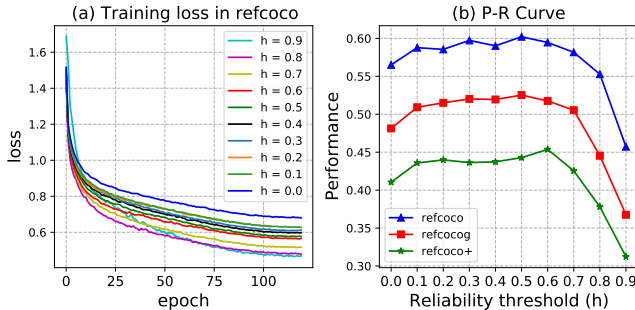 (a) Training loss in refcoco
loss
1.6
1.4
1.2
1.0
0.8
0.6
h = 0.9
h = 0.8
h = 0.7
h = 0.6
h = 0.5
h = 0.4
h = 0.3
h = 0.2
h = 0.1
h = 0.0
0 25 50 75 100
epoch
(b) P-R Curve
Performance
0.60
0.55
0.50
0.45
0.40
0.35
0.30
refcoco
refcocog
refcoco+
0.0 0.1 0.2 0.3 0.4 0.5 0.6 0.7 0.8 0.9
Reliability threshold (h)